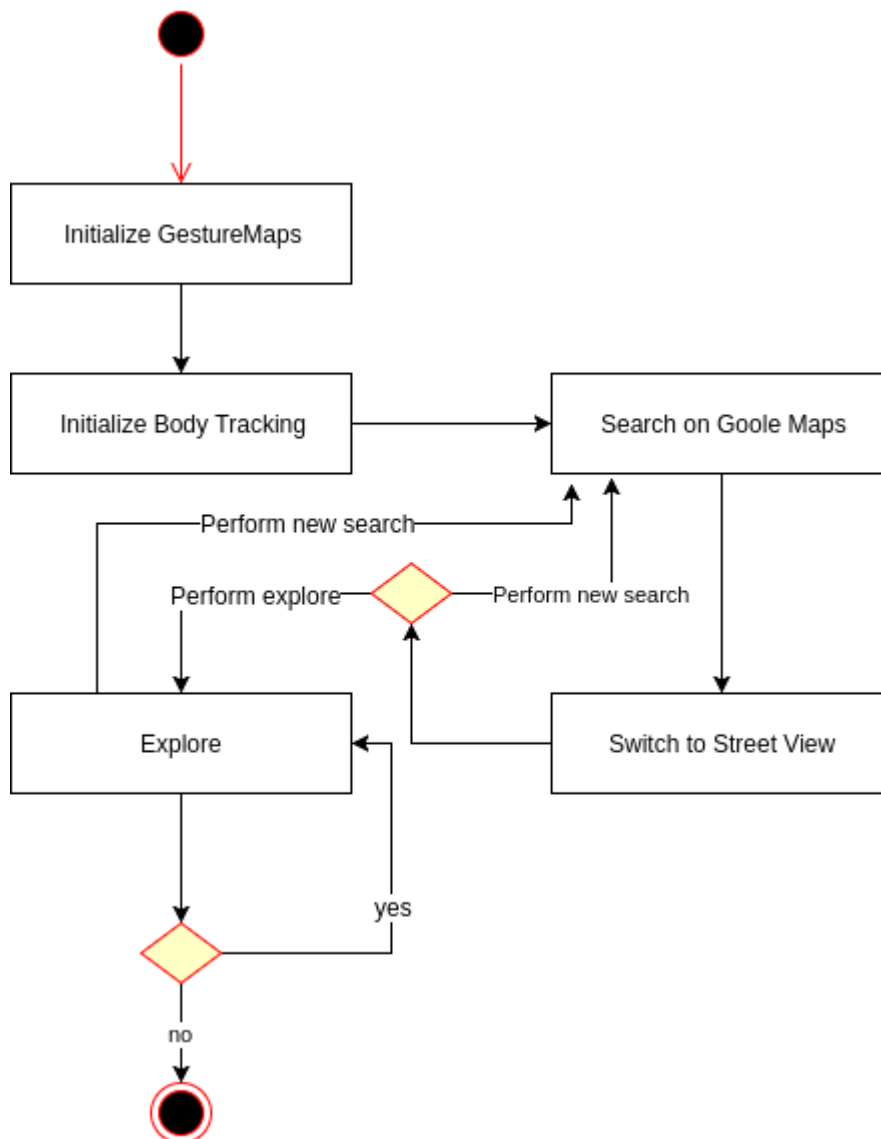 Initialize GestureMaps
Initialize Body Tracking
Search on Goole Maps
Perform new search
Perform explore
Perform new search
Explore
Switch to Street View
yes
no